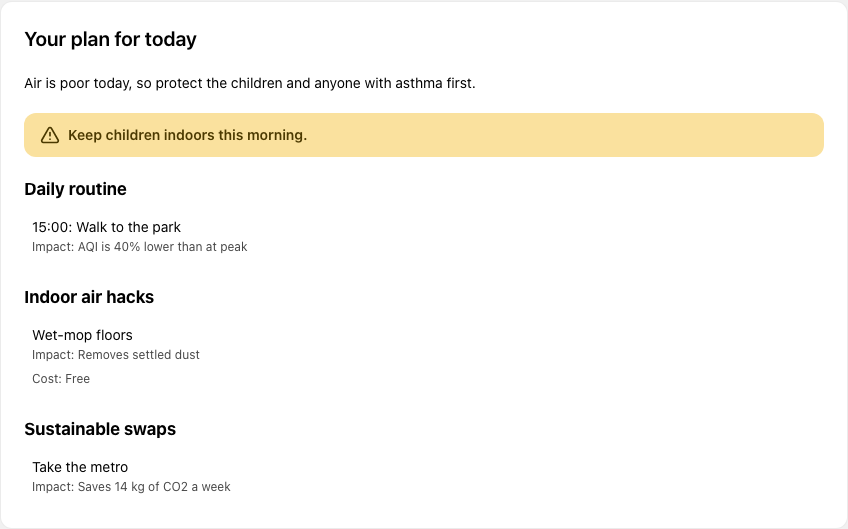 Your plan for today
Air is poor today, so protect the children and anyone with asthma first.
Keep children indoors this morning.
Daily routine
15:00: Walk to the park
Impact: AQI is 40% lower than at peak
Indoor air hacks
Wet-mop floors
Impact: Removes settled dust
Cost: Free
Sustainable swaps
Take the metro
Impact: Saves 14 kg of CO2 a week